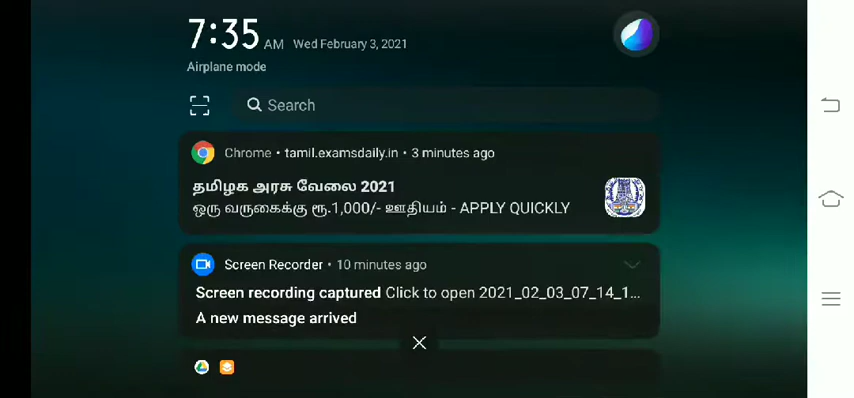 7:35 AM Wed February 3, 2021
Airplane mode
Search
Chrome • tamil.examsdaily.in • 3 minutes ago
தமிழக அரசு வேலை 2021
ஒரு வருகைக்கு ரூ.1,000/- ஊதியம் - APPLY QUICKLY
Screen Recorder • 10 minutes ago
Screen recording captured Click to open 2021_02_03_07_14_1...
A new message arrived